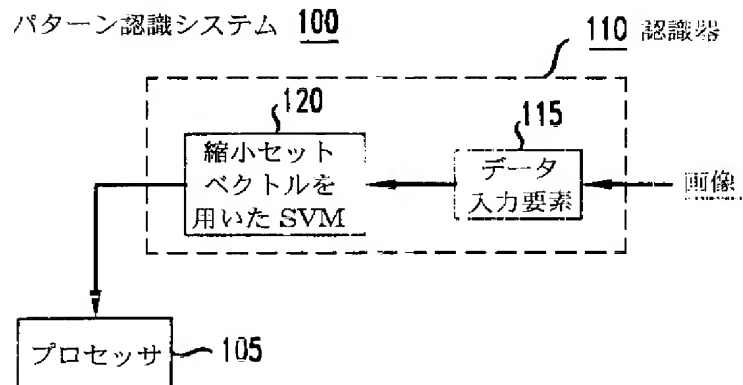 パターン認識システム 100
110 認識器
120
115
縮小セット
ベクトルを
用いた SVM
データ
入力要素
画像
プロセッサ
105